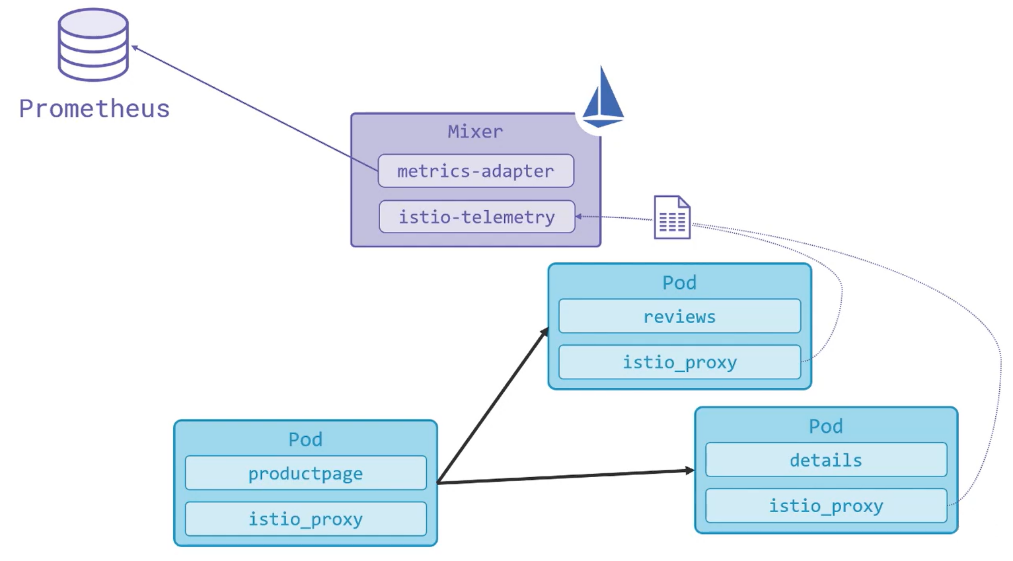 Prometheus
Mixer
metrics-adapter
istio-telemetry
Pod
reviews
istio_proxy
Pod
details
istio_proxy
Pod
productpage
istio_proxy